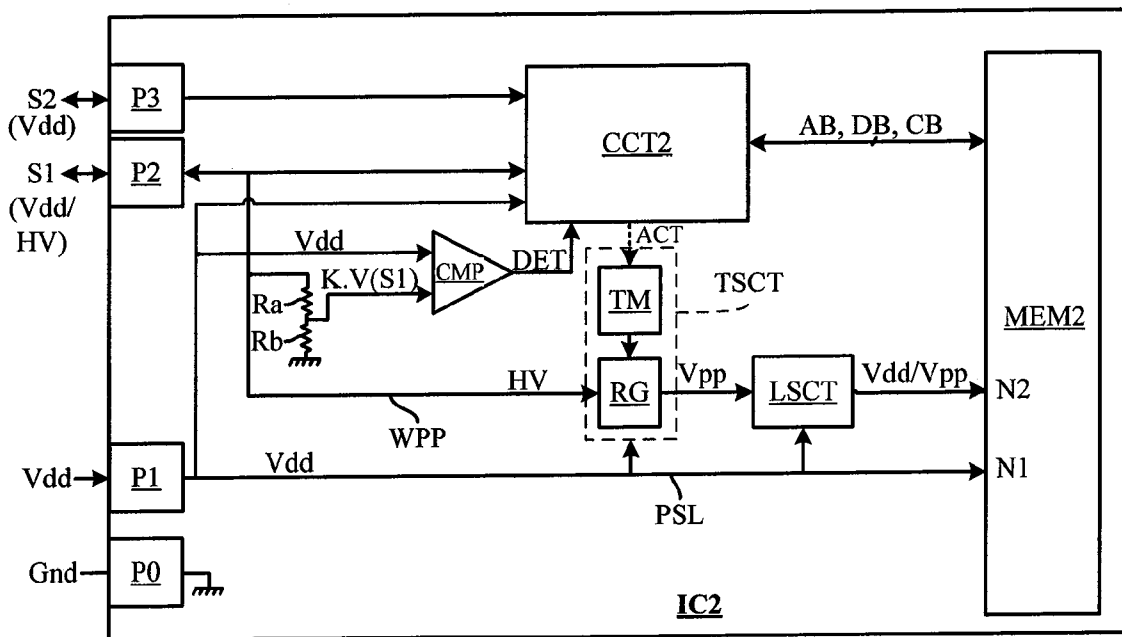 S2
(Vdd)
P3
S1
(Vdd/
HV)
P2
CCT2
AB, DB, CB
Vdd
CMP
DET
ACT
K.V(S1)
Ra
Rb
TM
TSCT
MEM2
HV
RG
Vpp
LSCT
Vdd/Vpp
N2
WPP
Vdd
P1
Vdd
PSL
N1
Gnd
P0
IC2